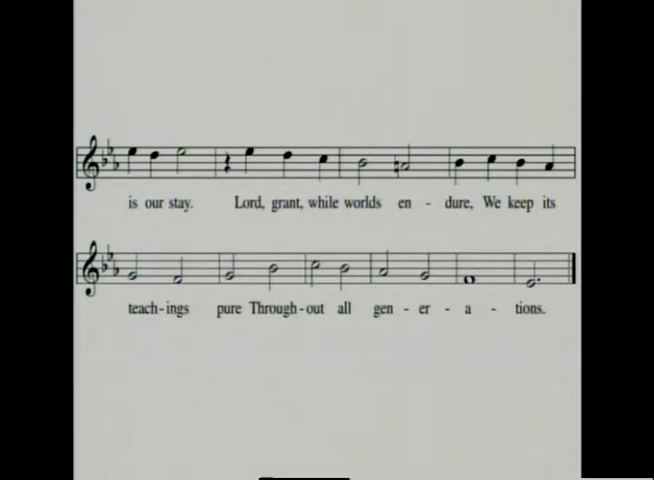 is our stay. Lord, grant, while worlds en - dure, We keep its
teach - ings pure Through - out all gen - er - a - tions.